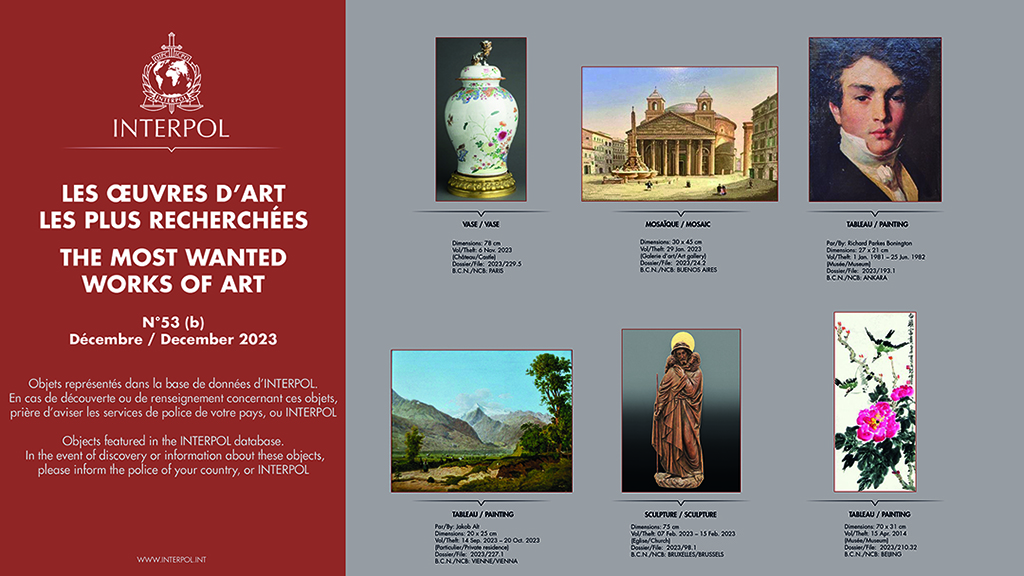 INTERPOL
LES ŒUVRES D’ART
LES PLUS RECHERCHÉES
THE MOST WANTED
WORKS OF ART
N°53 (b)
Décembre / December 2023
Objets représentés dans la base de données d’INTERPOL.
En cas de découverte ou de renseignement concernant ces objets,
prière d’aviser les services de police de votre pays, ou INTERPOL
Objects featured in the INTERPOL database.
In the event of discovery or information about these objects,
please inform the police of your country, or INTERPOL
WWW.INTERPOL.INT
VASE / VASE
Dimensions: 78 cm
Vol/Theft: 6 Nov. 2023
(Château/Castle)
Dossier/File: 2023/229.5
B.C.N./NCB: PARIS
MOSAÏQUE / MOSAIC
Dimensions: 30 x 45 cm
Vol/Theft: 29 Jan. 2023
(Galerie d'art/Art gallery)
Dossier/File: 2023/24.2
B.C.N./NCB: BUENOS AIRES
TABLEAU / PAINTING
Par/By: Richard Parkes Bonington
Dimensions: 27 x 21 cm
Vol/Theft: 1 Jan. 1981 – 25 Jun. 1982
(Musée/Museum)
Dossier/File: 2023/193.1
B.C.N./NCB: ANKARA
TABLEAU / PAINTING
Par/By: Jakob Alt
Dimensions: 20 x 25 cm
Vol/Theft: 14 Sep. 2023 – 20 Oct. 2023
(Particulier/Private residence)
Dossier/File: 2023/227.1
B.C.N./NCB: VIENNE/VIENNA
SCULPTURE / SCULPTURE
Dimensions: 75 cm
Vol/Theft: 07 Feb. 2023 – 15 Feb. 2023
(Eglise/Church)
Dossier/File: 2023/98.1
B.C.N./NCB: BRUXELLES/BRUSSELS
TABLEAU / PAINTING
Dimensions: 70 x 31 cm
Vol/Theft: 15 Apr. 2014
(Musée/Museum)
Dossier/File: 2023/210.32
B.C.N./NCB: BEIJING